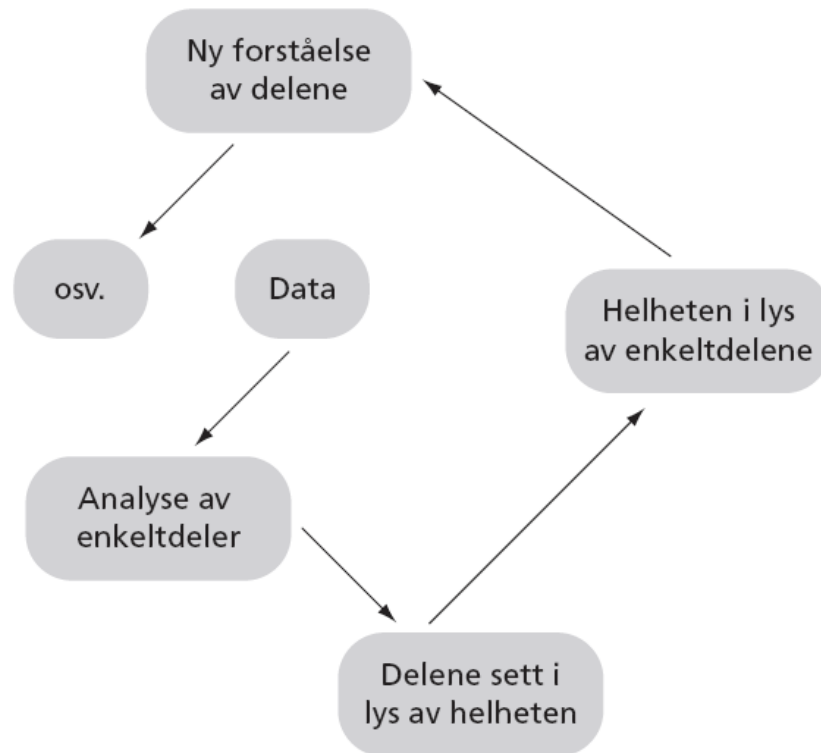 Ny forståelse
av delene
osv.
Data
Helheten i lys
av enkeltdelene
Analyse av
enkeltdeler
Delene sett i
lys av helheten